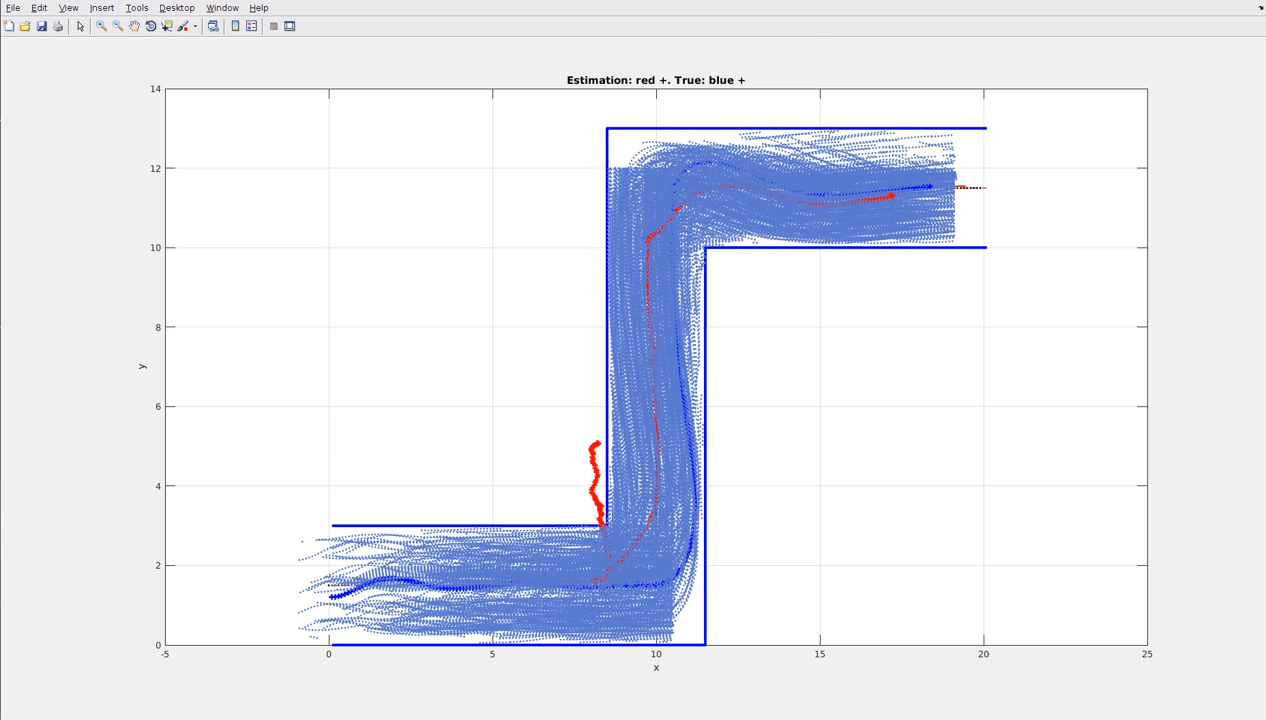 File Edit View Insert Tools Desktop Window Help
Estimation: red +. True: blue +
14
12
10
8
y
6
4
2
0
-5 0 5 10 15 20 25
x